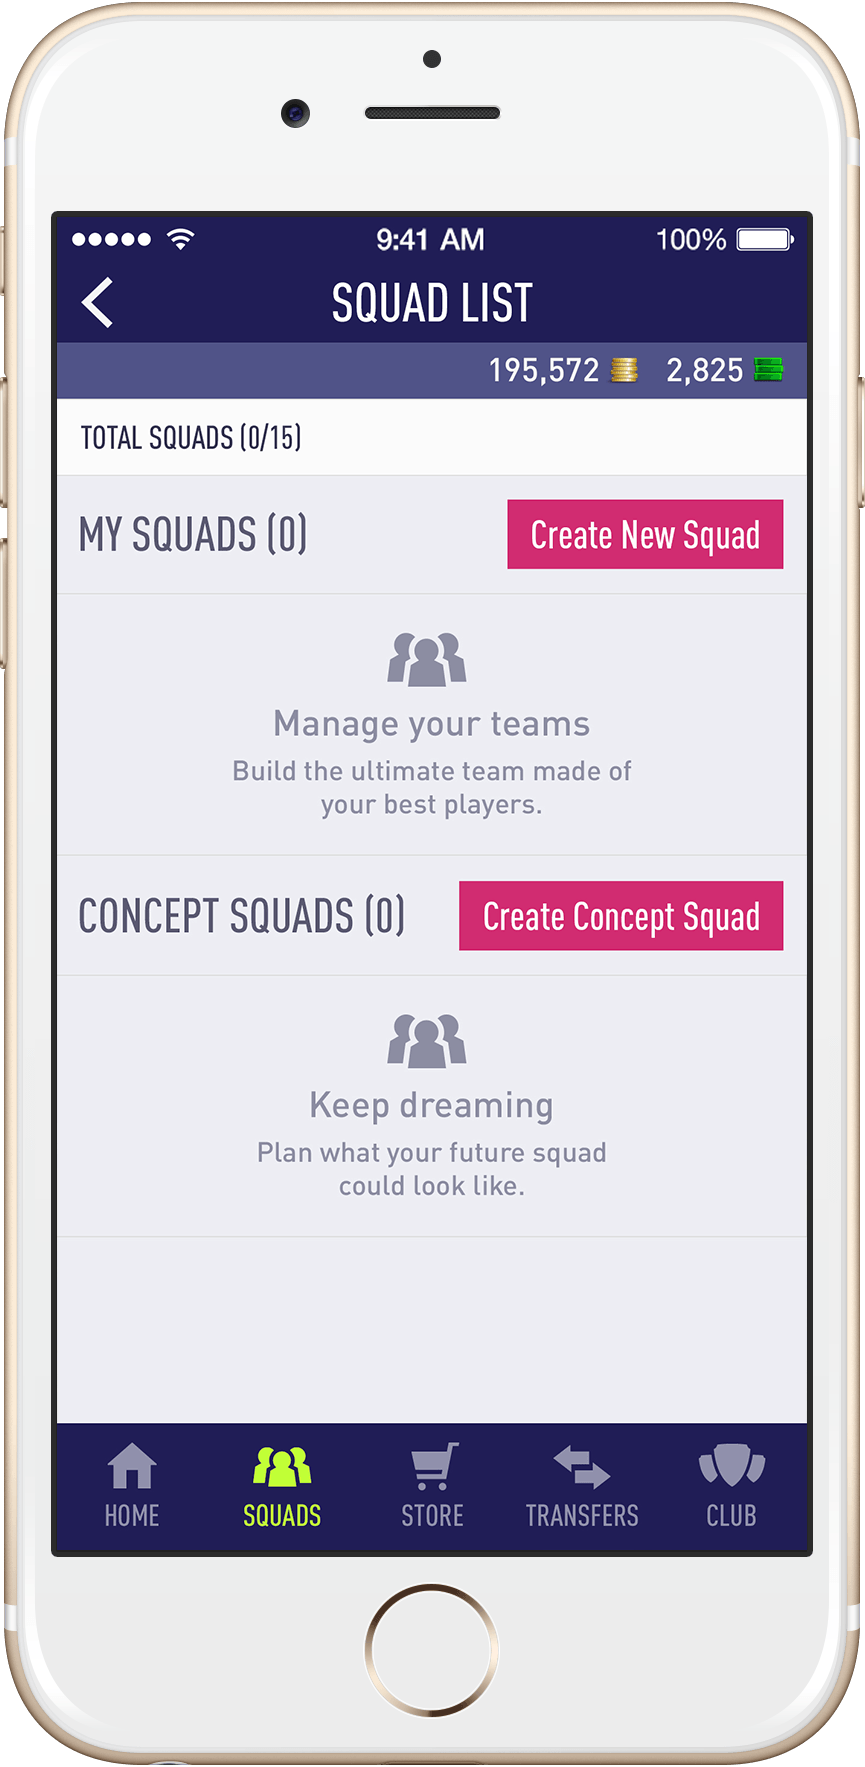 9:41 AM
100%
SQUAD LIST
195,572 2,825
TOTAL SQUADS (0/15)
MY SQUADS (0)
Create New Squad
Manage your teams
Build the ultimate team made of
your best players.
CONCEPT SQUADS (0)
Create Concept Squad
Keep dreaming
Plan what your future squad
could look like.
HOME
SQUADS
STORE
TRANSFERS
CLUB